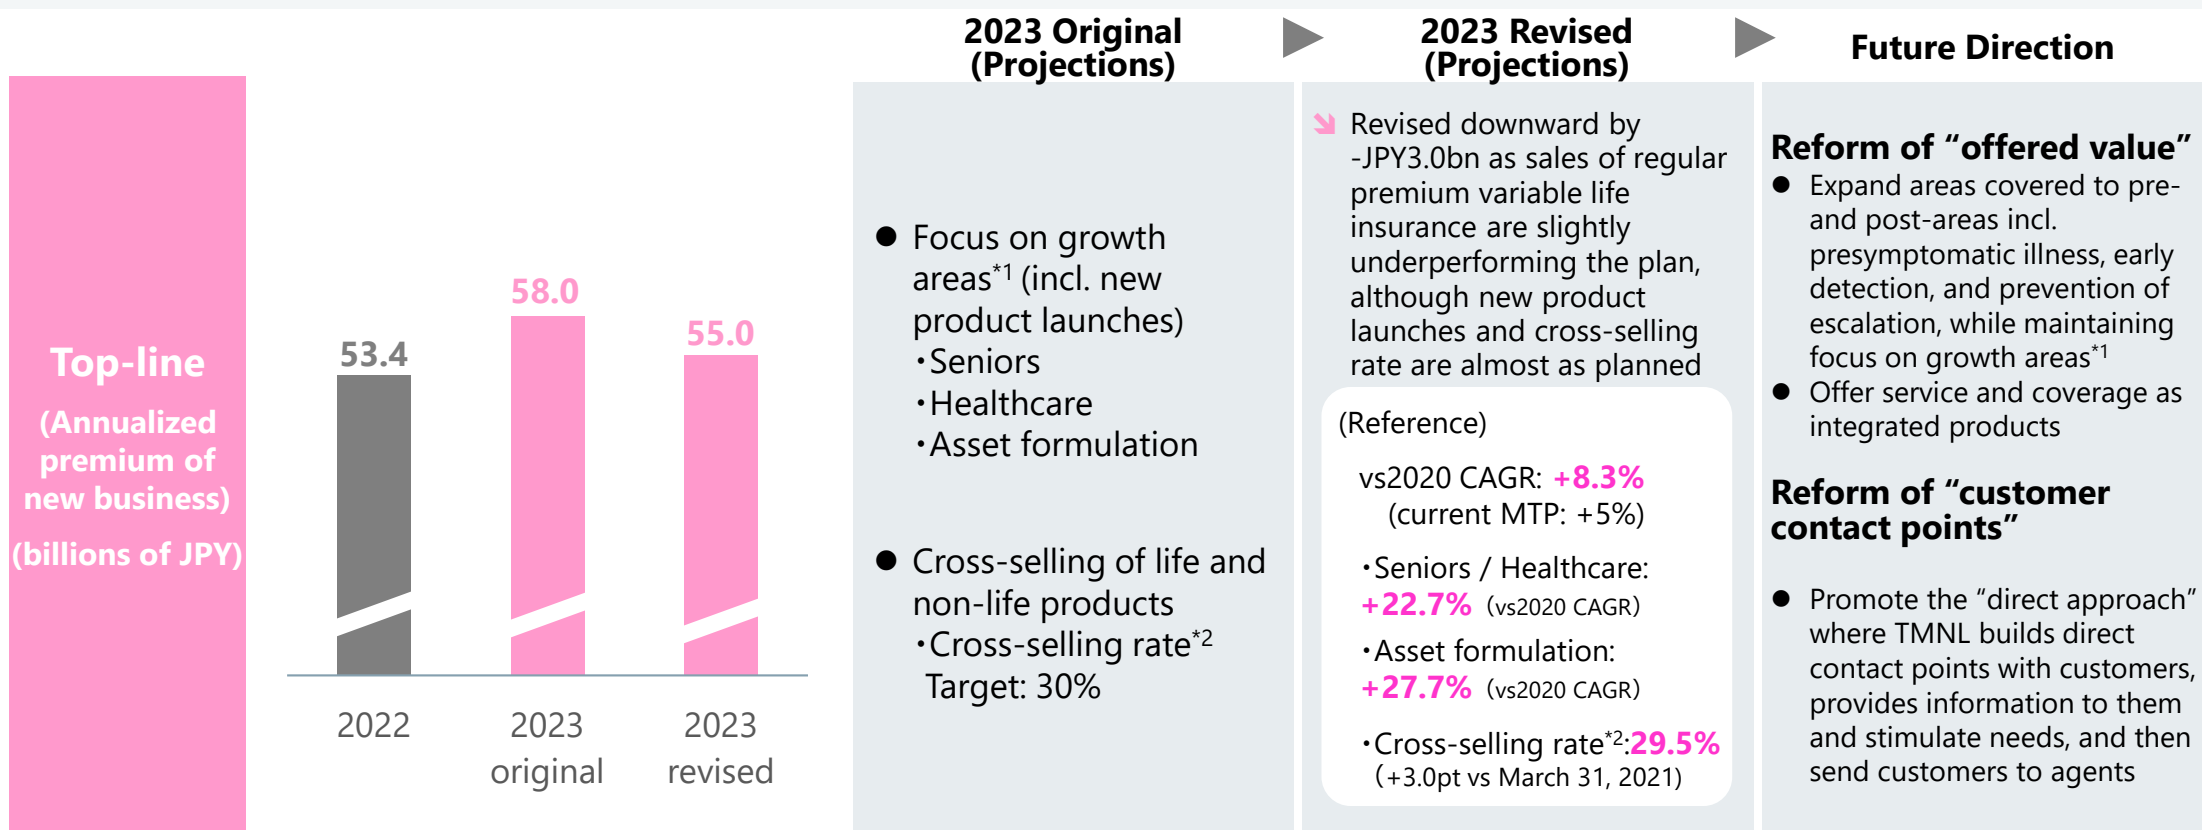 Top-line
(Annualized
premium of
new business)
(billions of JPY)
53.4
58.0
55.0
2022
2023
original
2023
revised
2023 Original
(Projections)
● Focus on growth
areas*1 (incl. new
product launches)
・Seniors
・Healthcare
・Asset formulation
● Cross-selling of life and
non-life products
・Cross-selling rate*2
Target: 30%
2023 Revised
(Projections)
Revised downward by
-JPY3.0bn as sales of regular
premium variable life
insurance are slightly
underperforming the plan,
although new product
launches and cross-selling
rate are almost as planned
(Reference)
vs2020 CAGR: +8.3%
(current MTP: +5%)
・Seniors / Healthcare:
+22.7% (vs2020 CAGR)
・Asset formulation:
+27.7% (vs2020 CAGR)
・Cross-selling rate*2:29.5%
(+3.0pt vs March 31, 2021)
Future Direction
Reform of “offered value”
● Expand areas covered to pre-
and post-areas incl.
presymptomatic illness, early
detection, and prevention of
escalation, while maintaining
focus on growth areas*1
● Offer service and coverage as
integrated products
Reform of “customer
contact points”
● Promote the “direct approach”
where TMNL builds direct
contact points with customers,
provides information to them
and stimulate needs, and then
send customers to agents